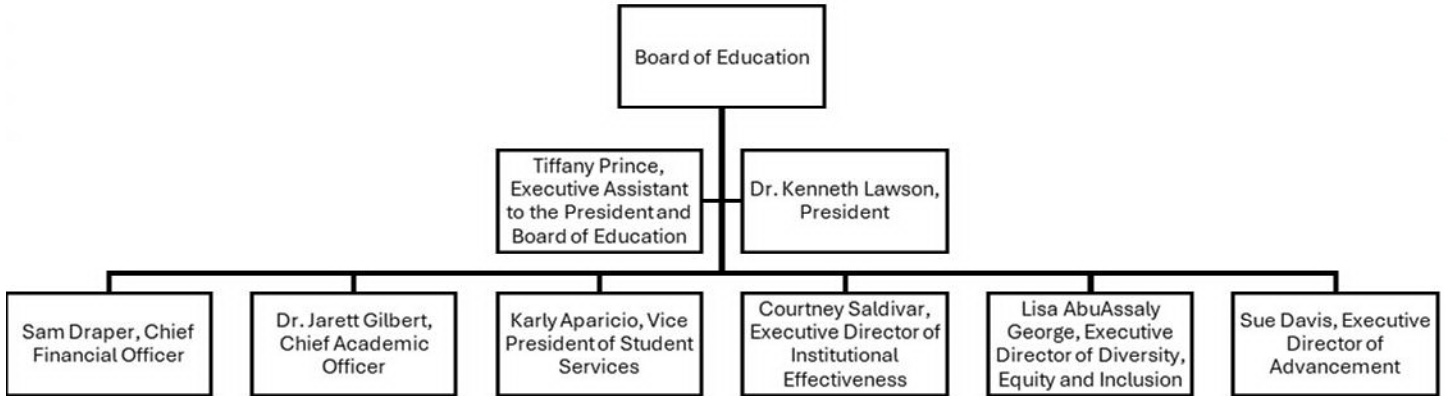 Board of Education
Tiffany Prince,
Executive Assistant
to the President and
Board of Education
Dr. Kenneth Lawson,
President
Sam Draper, Chief
Financial Officer
Dr. Jarett Gilbert,
Chief Academic
Officer
Karly Aparicio, Vice
President of Student
Services
Courtney Saldivar,
Executive Director of
Institutional
Effectiveness
Lisa AbuAssaly
George, Executive
Director of Diversity,
Equity and Inclusion
Sue Davis, Executive
Director of
Advancement